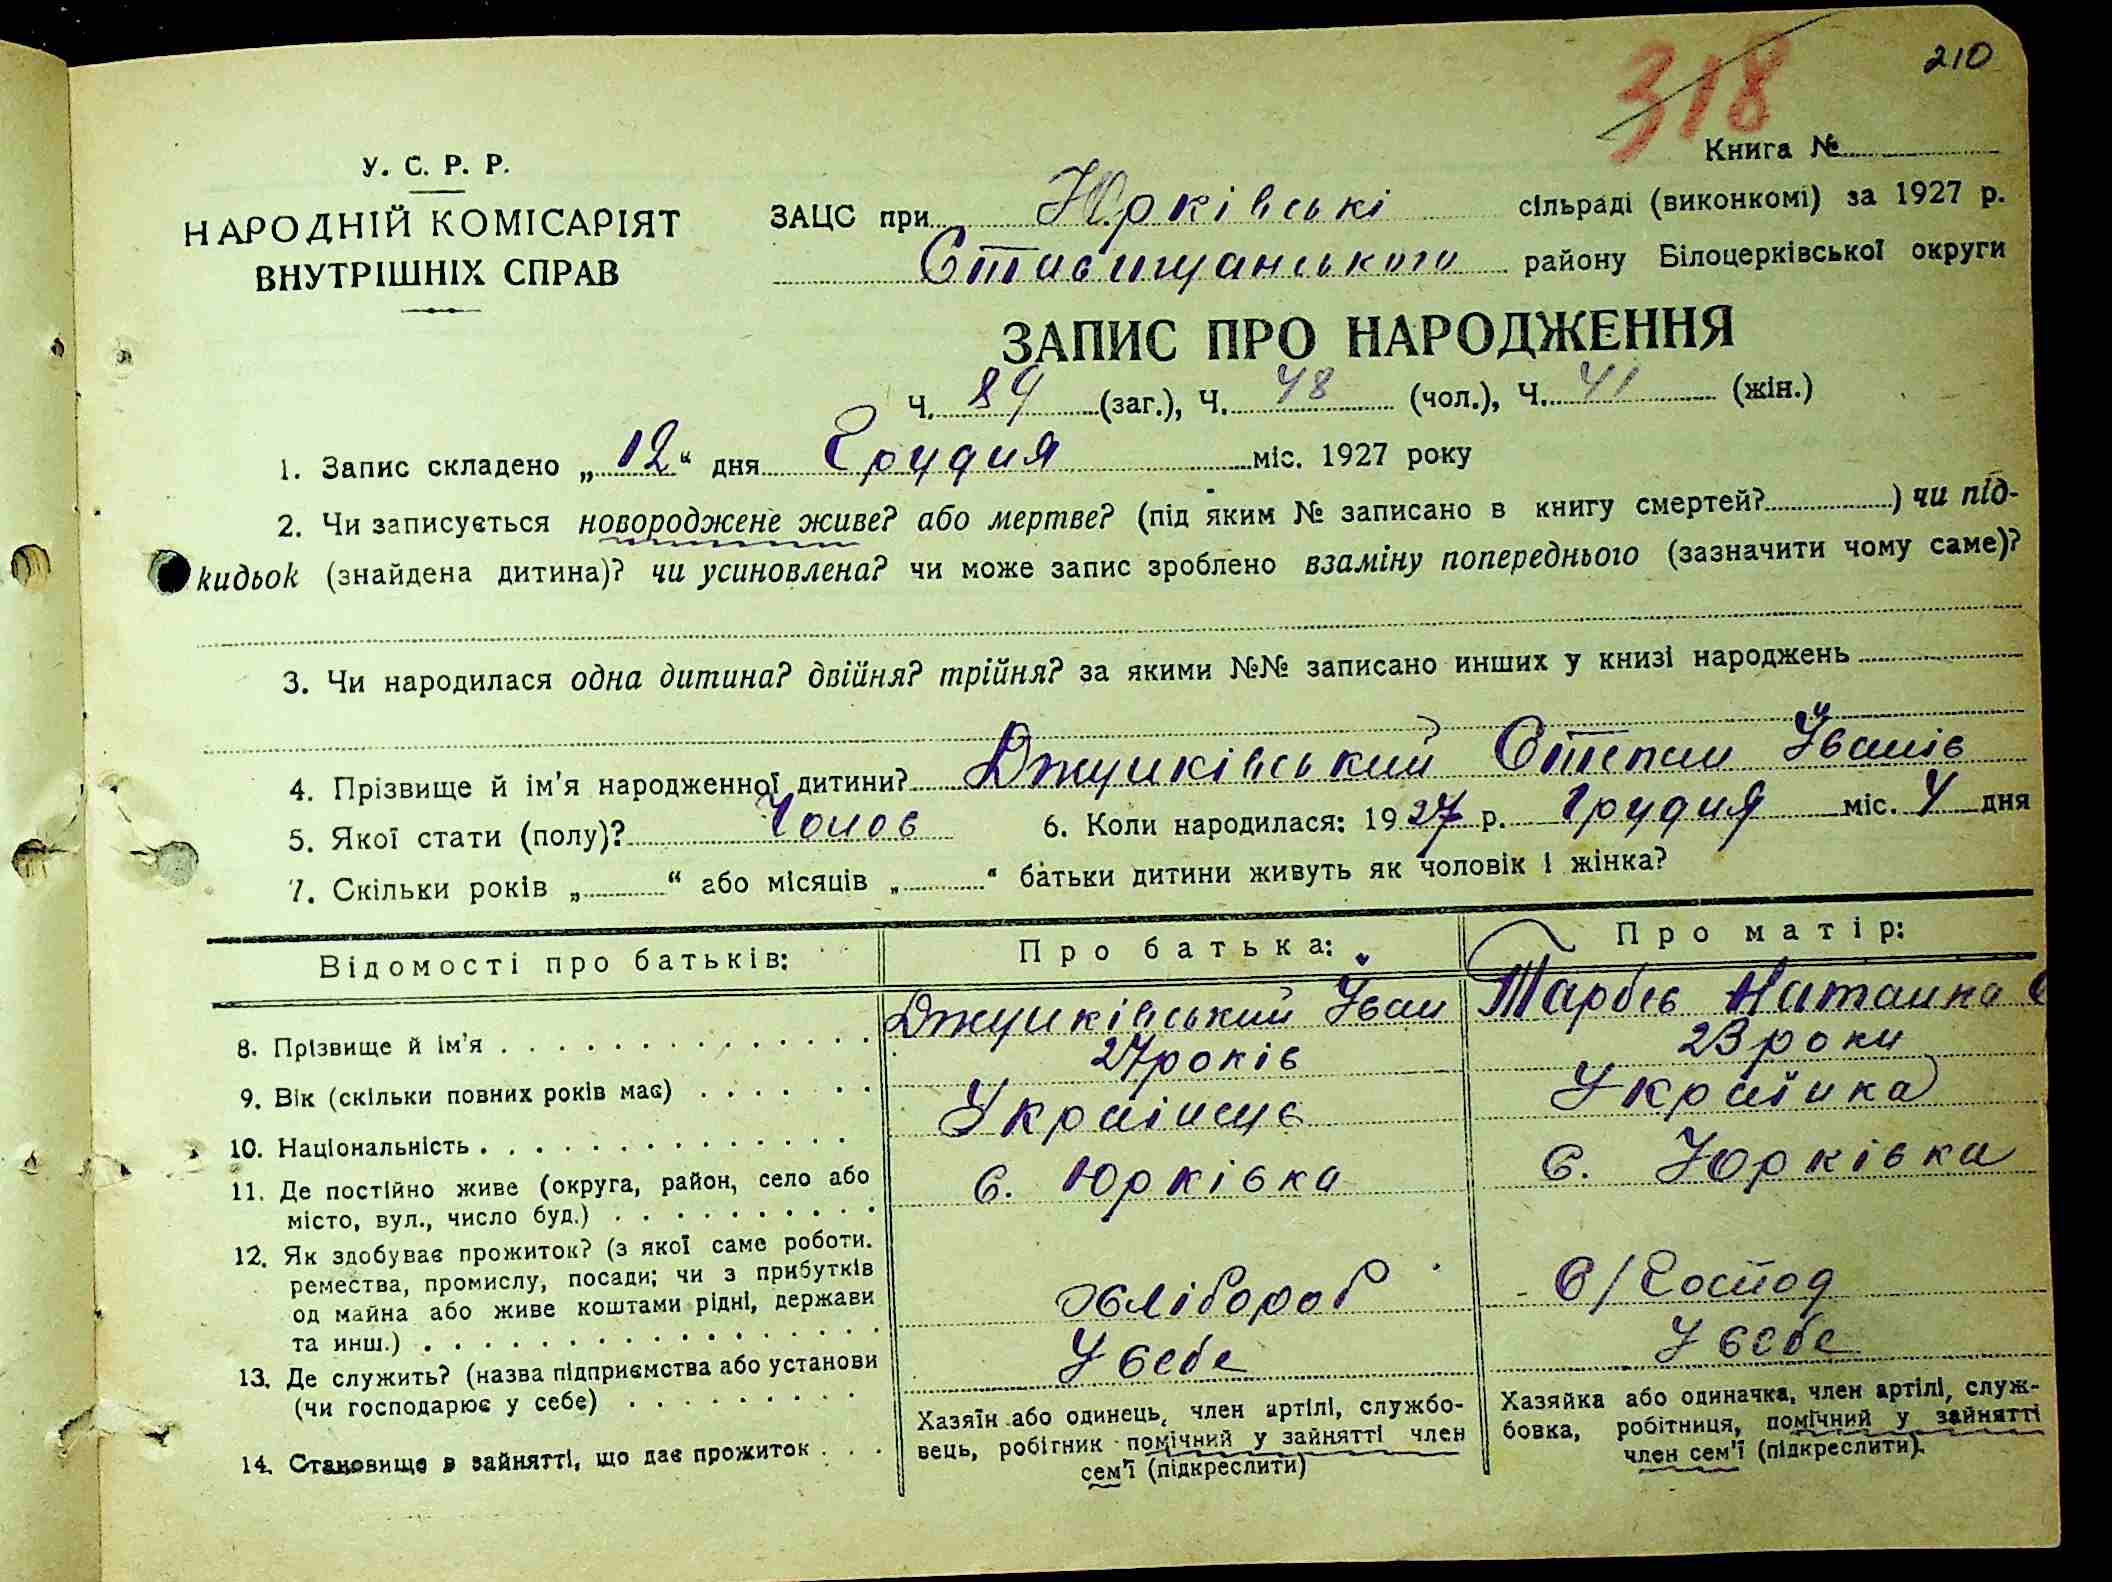 318
210
Книга №
У. С. Р. Р.
НАРОДНІЙ КОМІСАРІЯТ
ВНУТРІШНІХ СПРАВ
ЗАЦС при Юрківські сільраді (виконкомі) за 1927 р.
Ставищанського району Білоцерківської округи
ЗАПИС ПРО НАРОДЖЕННЯ
Ч. 89 (заг.), Ч. 48 (чол.), Ч. 41 (жін.)
1. Запис складено „12“ дня Грудня міс. 1927 року
2. Чи записується новороджене живе? або мертве? (під яким № записано в книгу смертей?) чи під-
кидьок (знайдена дитина)? чи усиновлена? чи може запис зроблено взаміну попереднього (зазначити чому саме)?
3. Чи народилася одна дитина? двійня? трійня? за якими №№ записано инших у книзі народжень
4. Прізвище й ім'я народженної дитини? Джунківський Степан Іванів
5. Якої стати (полу)? Чолов 6. Коли народилася: 1927 р. Грудня міс. 4 дня
7. Скільки років „ “ або місяців „ “ батьки дитини живуть як чоловік і жінка?
Відомості про батьків: Про батька: Про матір:
8. Прізвище й ім'я Джунківський Іван Наталка
9. Вік (скільки повних років має) 27 років 23 роки
10. Національність Україінець Украйінка
11. Де постійно живе (округа, район, село або
місто, вул., число буд.) с. Юрківка с. Юрківка
12. Як здобуває прожиток? (з якої саме роботи.
ремества, промислу, посади; чи з прибутків
од майна або живе коштами рідні, держави
та инш.) Хлібороб С/Господ
13. Де служить? (назва підприємства або установи
(чи господарює у себе) У себе У себе
14. Становище в зайнятті, що дає прожиток
Хазяїн або одинець, член артілі, службо-
вець, робігник помічний у зайнятті член
сем'ї (підкреслити)
Хазяйка або одиначка, член артілі, служ-
бовка, робітниця, помічний у зайнятті
член сем'ї (підкреслити).